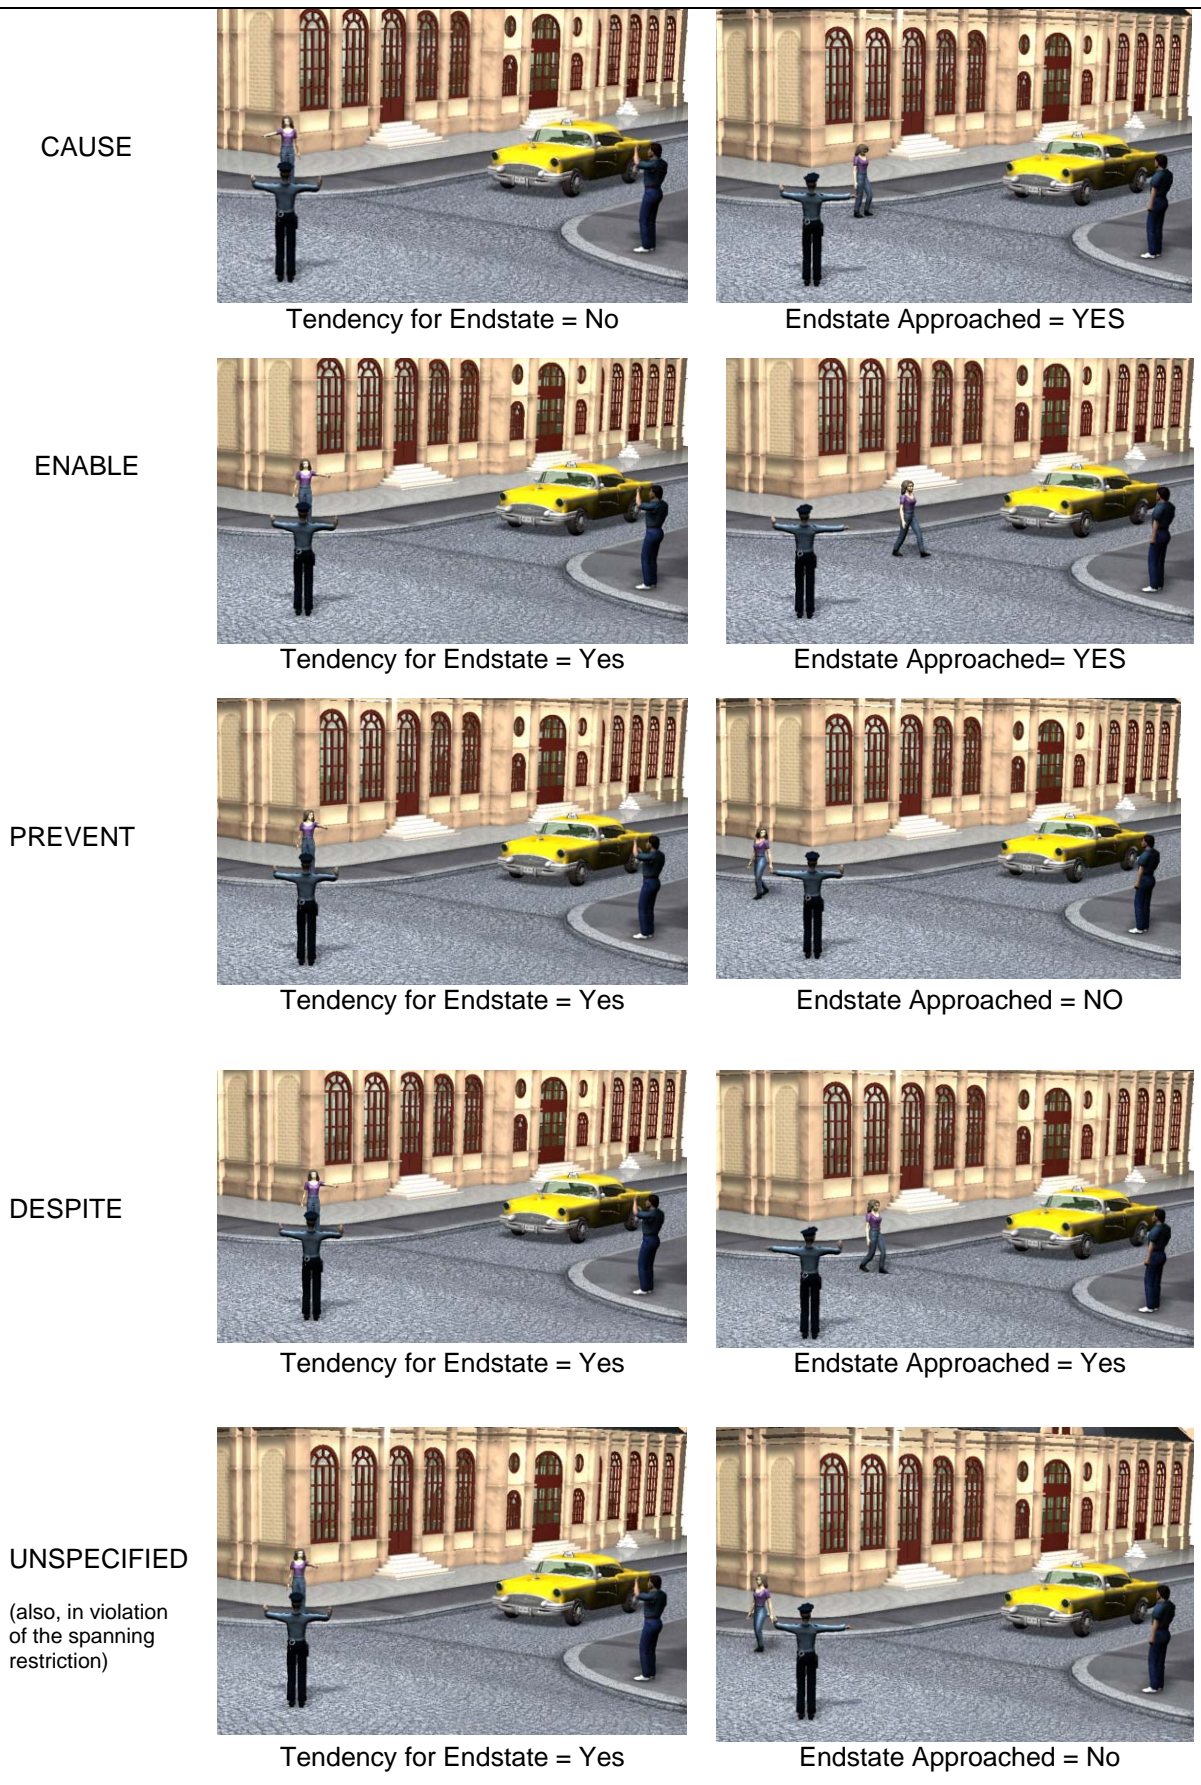 CAUSE
Tendency for Endstate = No
Endstate Approached = YES
ENABLE
Tendency for Endstate = Yes
Endstate Approached= YES
PREVENT
Tendency for Endstate = Yes
Endstate Approached = NO
DESPITE
Tendency for Endstate = Yes
Endstate Approached = Yes
UNSPECIFIED
(also, in violation
of the spanning
restriction)
Tendency for Endstate = Yes
Endstate Approached = No